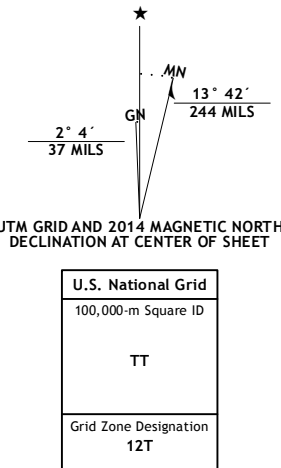 ★
MN
GN
13° 42´
244 MILS
2° 4´
37 MILS
UTM GRID AND 2014 MAGNETIC NORTH
DECLINATION AT CENTER OF SHEET
U.S. National Grid
100,000-m Square ID
TT
Grid Zone Designation
12T